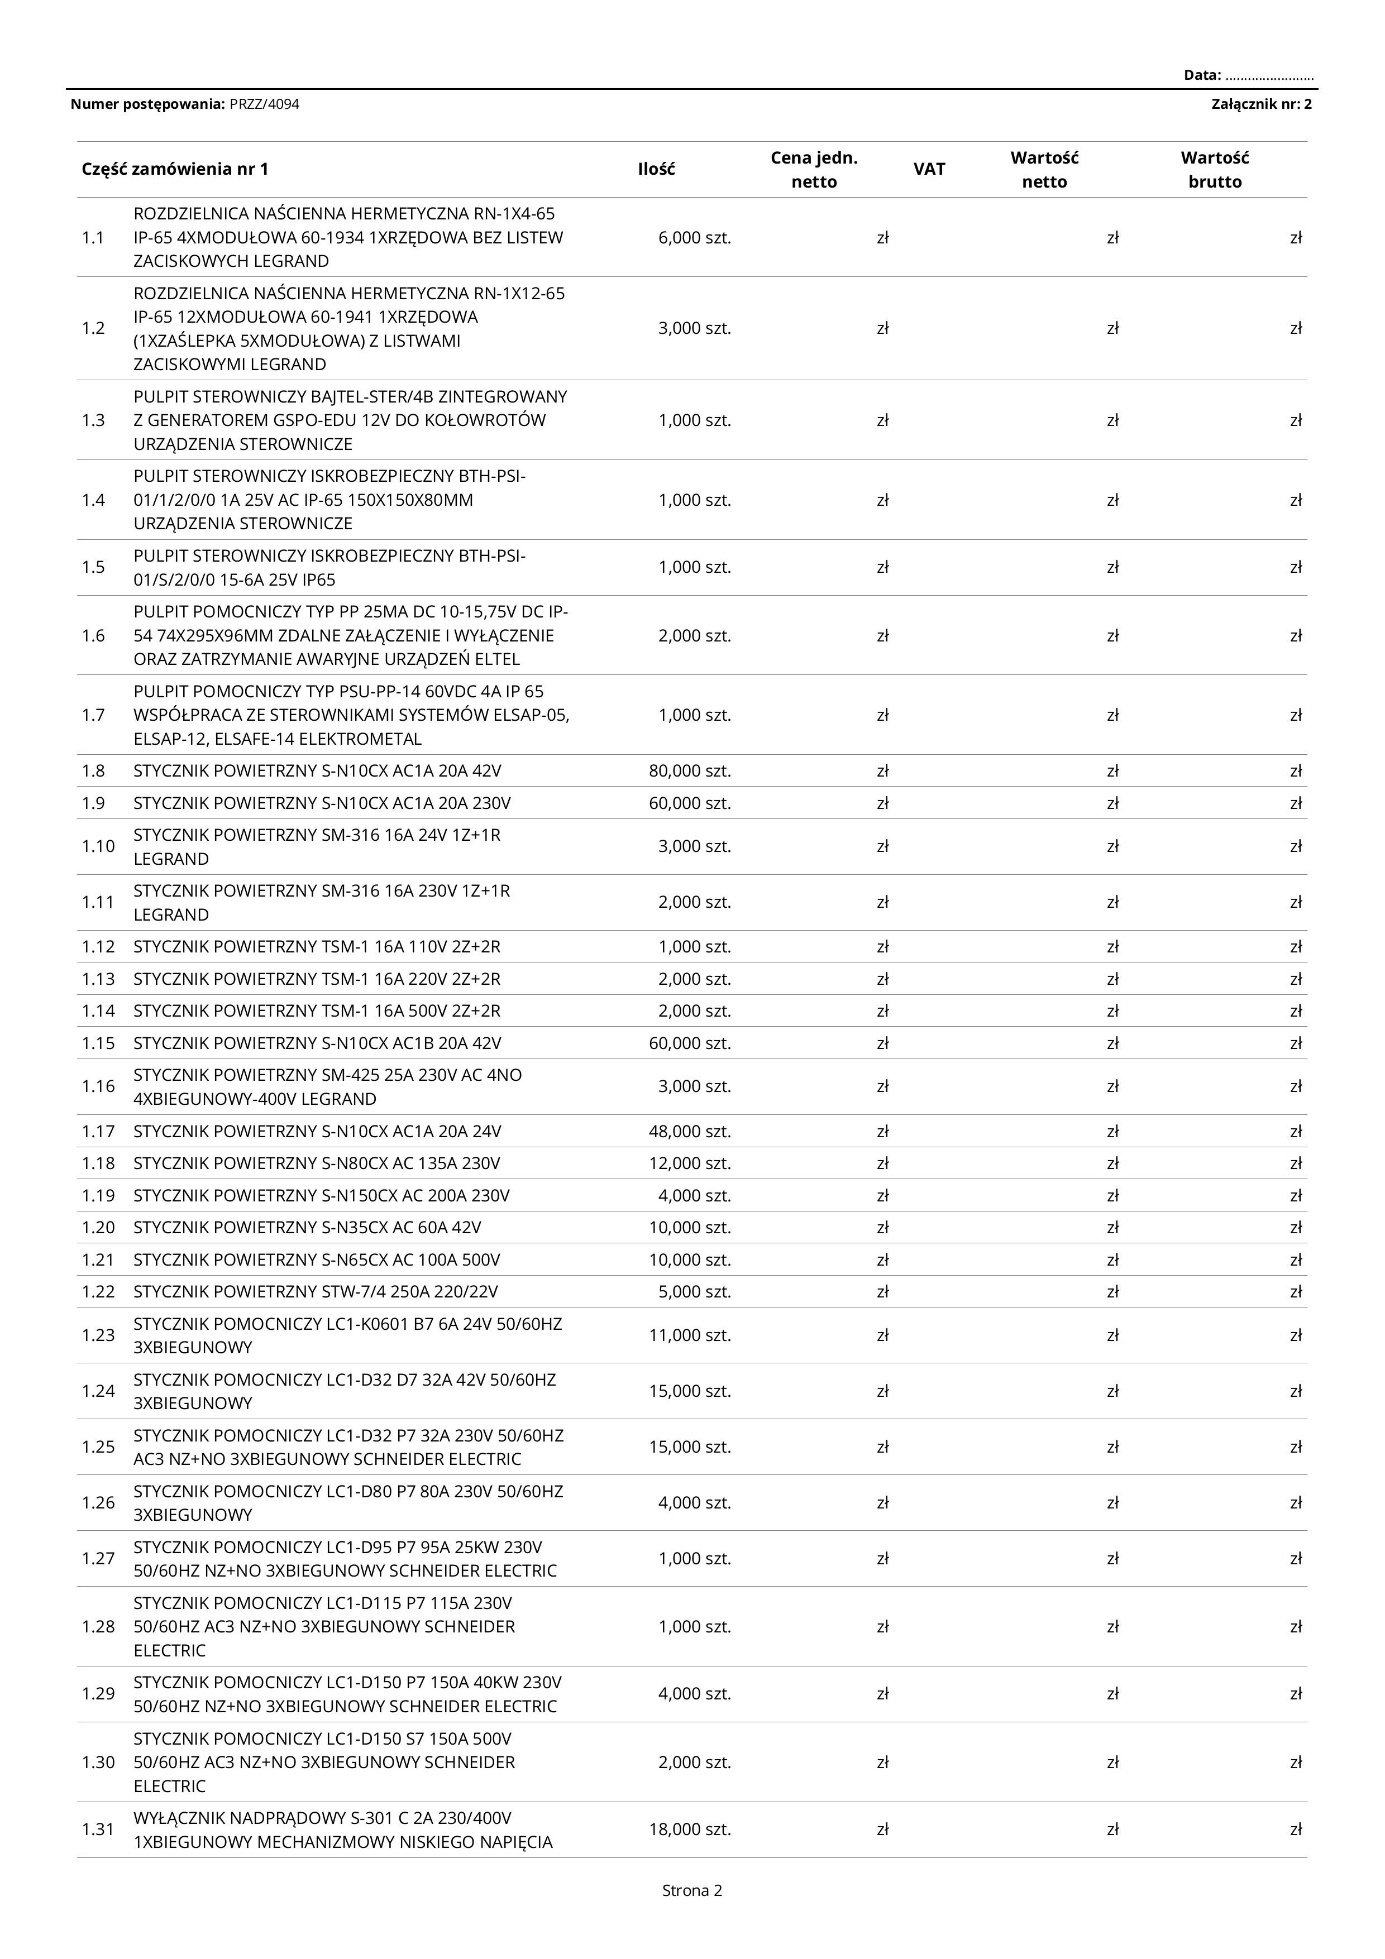 Data: ........................
Numer postępowania: PRZZ/4094 Załącznik nr: 2
Część zamówienia nr 1 Ilość Cena jedn. netto VAT Wartość netto Wartość brutto
ROZDZIELNICA NAŚCIENNA HERMETYCZNA RN-1X4-65
1.1 IP-65 4XMODUŁOWA 60-1934 1XRZĘDOWA BEZ LISTEW 6,000 szt. zł zł zł
ZACISKOWYCH LEGRAND
ROZDZIELNICA NAŚCIENNA HERMETYCZNA RN-1X12-65
IP-65 12XMODUŁOWA 60-1941 1XRZĘDOWA
1.2 (1XZAŚLEPKA 5XMODUŁOWA) Z LISTWAMI 3,000 szt. zł zł zł
ZACISKOWYMI LEGRAND
PULPIT STEROWNICZY BAJTEL-STER/4B ZINTEGROWANY
1.3 Z GENERATOREM GSPO-EDU 12V DO KOŁOWROTÓW 1,000 szt. zł zł zł
URZĄDZENIA STEROWNICZE
PULPIT STEROWNICZY ISKROBEZPIECZNY BTH-PSI-
1.4 01/1/2/0/0 1A 25V AC IP-65 150X150X80MM 1,000 szt. zł zł zł
URZĄDZENIA STEROWNICZE
PULPIT STEROWNICZY ISKROBEZPIECZNY BTH-PSI-
1.5 01/S/2/0/0 15-6A 25V IP65 1,000 szt. zł zł zł
PULPIT POMOCNICZY TYP PP 25MA DC 10-15,75V DC IP-
1.6 54 74X295X96MM ZDALNE ZAŁĄCZENIE I WYŁĄCZENIE 2,000 szt. zł zł zł
ORAZ ZATRZYMANIE AWARYJNE URZĄDZEŃ ELTEL
PULPIT POMOCNICZY TYP PSU-PP-14 60VDC 4A IP 65
1.7 WSPÓŁPRACA ZE STEROWNIKAMI SYSTEMÓW ELSAP-05, 1,000 szt. zł zł zł
ELSAP-12, ELSAFE-14 ELEKTROMETAL
1.8 STYCZNIK POWIETRZNY S-N10CX AC1A 20A 42V 80,000 szt. zł zł zł
1.9 STYCZNIK POWIETRZNY S-N10CX AC1A 20A 230V 60,000 szt. zł zł zł
STYCZNIK POWIETRZNY SM-316 16A 24V 1Z+1R
1.10 LEGRAND 3,000 szt. zł zł zł
STYCZNIK POWIETRZNY SM-316 16A 230V 1Z+1R
1.11 LEGRAND 2,000 szt. zł zł zł
1.12 STYCZNIK POWIETRZNY TSM-1 16A 110V 2Z+2R 1,000 szt. zł zł zł
1.13 STYCZNIK POWIETRZNY TSM-1 16A 220V 2Z+2R 2,000 szt. zł zł zł
1.14 STYCZNIK POWIETRZNY TSM-1 16A 500V 2Z+2R 2,000 szt. zł zł zł
1.15 STYCZNIK POWIETRZNY S-N10CX AC1B 20A 42V 60,000 szt. zł zł zł
STYCZNIK POWIETRZNY SM-425 25A 230V AC 4NO
1.16 4XBIEGUNOWY-400V LEGRAND 3,000 szt. zł zł zł
1.17 STYCZNIK POWIETRZNY S-N10CX AC1A 20A 24V 48,000 szt. zł zł zł
1.18 STYCZNIK POWIETRZNY S-N80CX AC 135A 230V 12,000 szt. zł zł zł
1.19 STYCZNIK POWIETRZNY S-N150CX AC 200A 230V 4,000 szt. zł zł zł
1.20 STYCZNIK POWIETRZNY S-N35CX AC 60A 42V 10,000 szt. zł zł zł
1.21 STYCZNIK POWIETRZNY S-N65CX AC 100A 500V 10,000 szt. zł zł zł
1.22 STYCZNIK POWIETRZNY STW-7/4 250A 220/22V 5,000 szt. zł zł zł
STYCZNIK POMOCNICZY LC1-K0601 B7 6A 24V 50/60HZ
1.23 3XBIEGUNOWY 11,000 szt. zł zł zł
STYCZNIK POMOCNICZY LC1-D32 D7 32A 42V 50/60HZ
1.24 3XBIEGUNOWY 15,000 szt. zł zł zł
STYCZNIK POMOCNICZY LC1-D32 P7 32A 230V 50/60HZ
1.25 AC3 NZ+NO 3XBIEGUNOWY SCHNEIDER ELECTRIC 15,000 szt. zł zł zł
STYCZNIK POMOCNICZY LC1-D80 P7 80A 230V 50/60HZ
1.26 3XBIEGUNOWY 4,000 szt. zł zł zł
STYCZNIK POMOCNICZY LC1-D95 P7 95A 25KW 230V
1.27 50/60HZ NZ+NO 3XBIEGUNOWY SCHNEIDER ELECTRIC 1,000 szt. zł zł zł
STYCZNIK POMOCNICZY LC1-D115 P7 115A 230V
1.28 50/60HZ AC3 NZ+NO 3XBIEGUNOWY SCHNEIDER 1,000 szt. zł zł zł
ELECTRIC
STYCZNIK POMOCNICZY LC1-D150 P7 150A 40KW 230V
1.29 50/60HZ NZ+NO 3XBIEGUNOWY SCHNEIDER ELECTRIC 4,000 szt. zł zł zł
STYCZNIK POMOCNICZY LC1-D150 S7 150A 500V
1.30 50/60HZ AC3 NZ+NO 3XBIEGUNOWY SCHNEIDER 2,000 szt. zł zł zł
ELECTRIC
WYŁĄCZNIK NADPRĄDOWY S-301 C 2A 230/400V
1.31 1XBIEGUNOWY MECHANIZMOWY NISKIEGO NAPIĘCIA 18,000 szt. zł zł zł
Strona 2